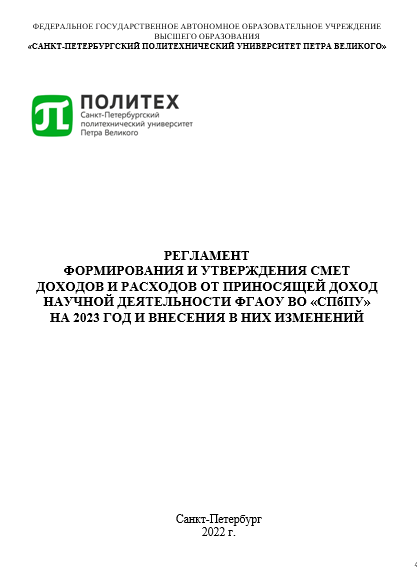 ФЕДЕРАЛЬНОЕ ГОСУДАРСТВЕННОЕ АВТОНОМНОЕ ОБРАЗОВАТЕЛЬНОЕ УЧРЕЖДЕНИЕ
ВЫСШЕГО ОБРАЗОВАНИЯ
«САНКТ-ПЕТЕРБУРГСКИЙ ПОЛИТЕХНИЧЕСКИЙ УНИВЕРСИТЕТ ПЕТРА ВЕЛИКОГО»
ПОЛИТЕХ
Санкт-Петербургский
политехнический университет
Петра Великого
РЕГЛАМЕНТ
ФОРМИРОВАНИЯ И УТВЕРЖДЕНИЯ СМЕТ
ДОХОДОВ И РАСХОДОВ ОТ ПРИНОСЯЩЕЙ ДОХОД
НАУЧНОЙ ДЕЯТЕЛЬНОСТИ ФГАОУ ВО «СПбПУ»
НА 2023 ГОД И ВНЕСЕНИЯ В НИХ ИЗМЕНЕНИЙ
Санкт-Петербург
2022 г.